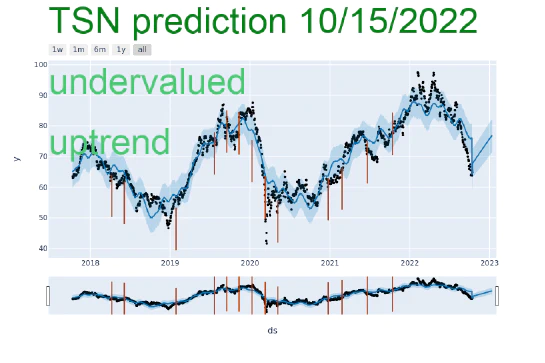 TSN prediction 10/15/2022
1w 1m 6m 1y all
100
undervalued
90
80
uptrend
70
y
60
50
40
2018 2019 2020 2021 2022 2023
ds